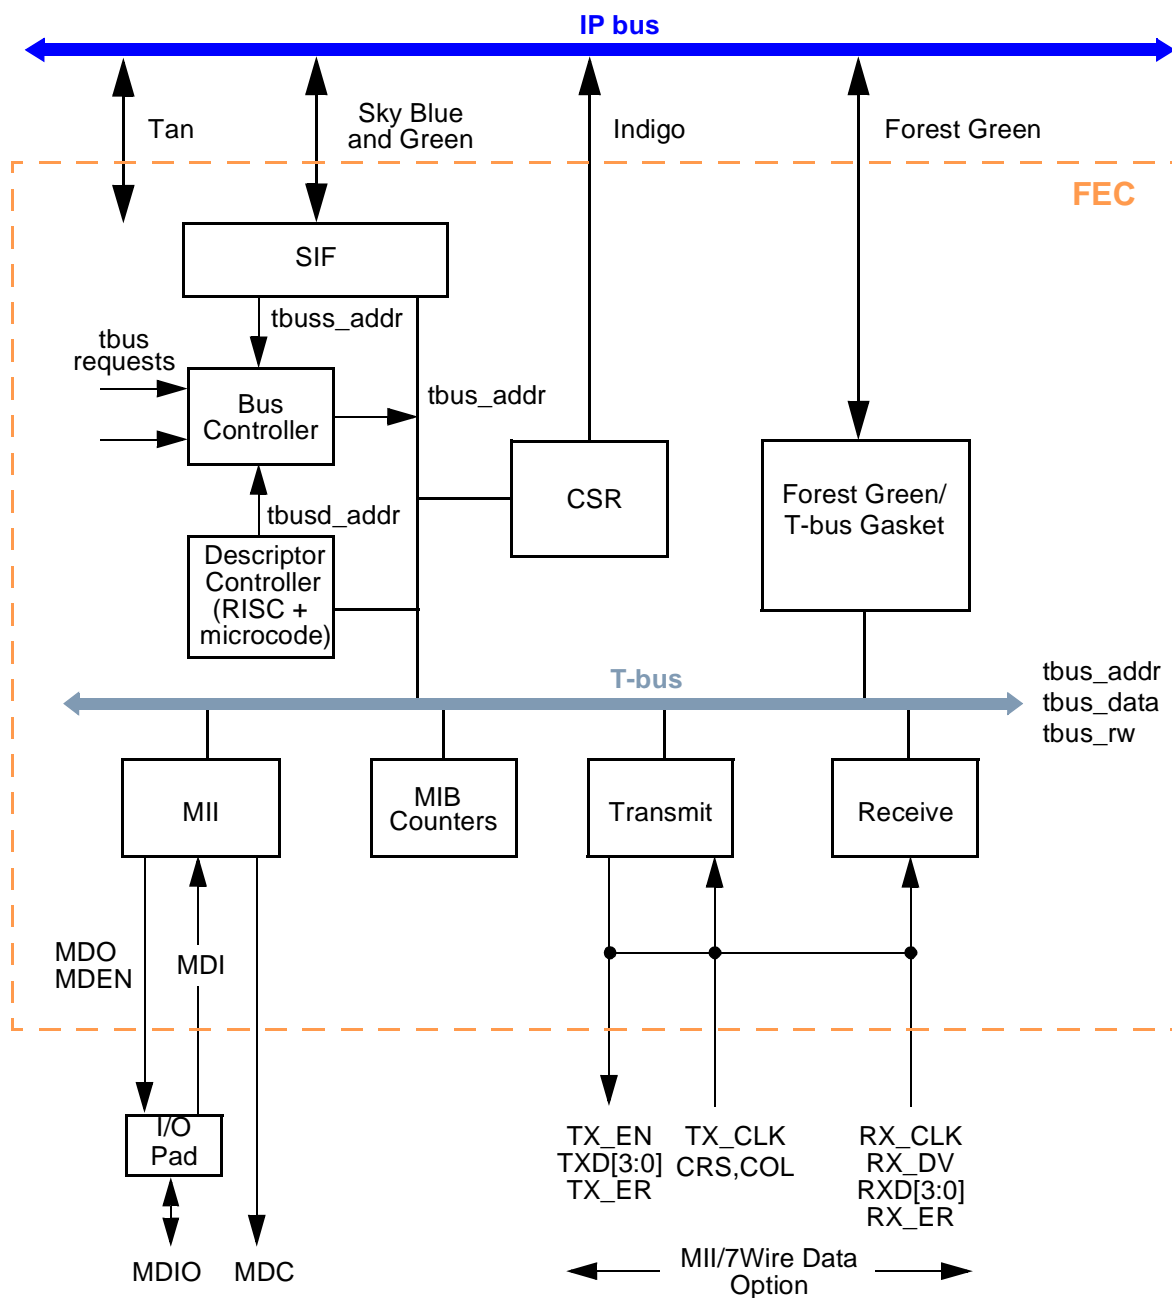 IP bus
Tan
Sky Blue
and Green
Indigo
Forest Green
FEC
SIF
tbuss_addr
tbus
requests
Bus
Controller
tbus_addr
tbusd_addr
CSR
Forest Green/
T-bus Gasket
Descriptor
Controller
(RISC +
microcode)
T-bus
tbus_addr
tbus_data
tbus_rw
MII
MIB
Counters
Transmit
Receive
MDO
MDEN
MDI
I/O
Pad
TX_EN
TXD[3:0]
TX_ER
TX_CLK
CRS,COL
RX_CLK
RX_DV
RXD[3:0]
RX_ER
MDIO
MDC
MII/7Wire Data
Option